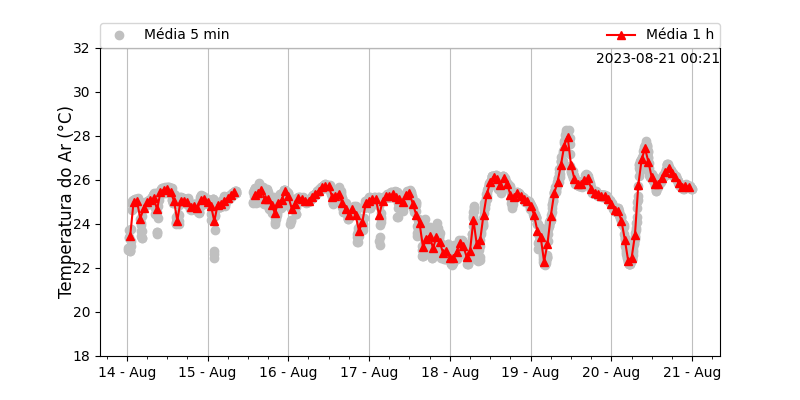 Média 5 min
Média 1 h
2023-08-21 00:21
Temperatura do Ar (°C)
32
30
28
26
24
22
20
18
14 - Aug
15 - Aug
16 - Aug
17 - Aug
18 - Aug
19 - Aug
20 - Aug
21 - Aug